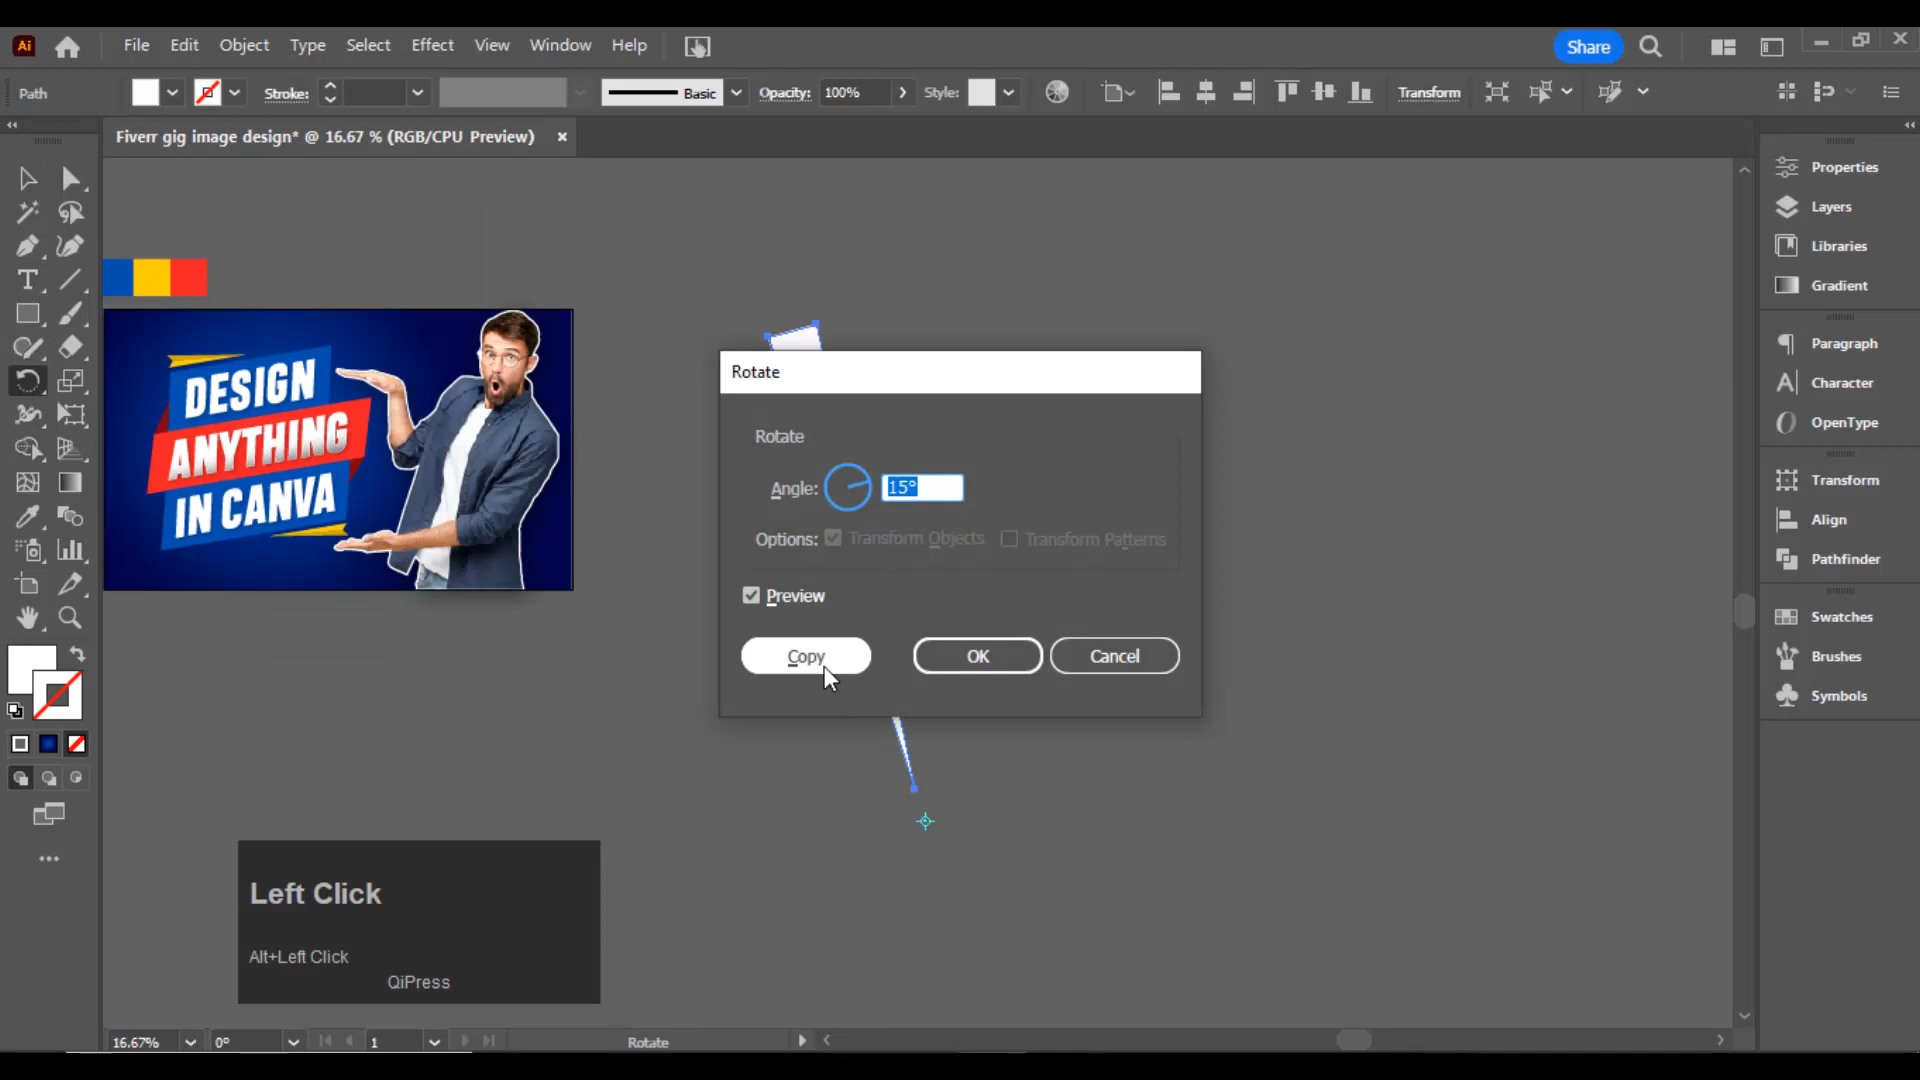 Ai
File Edit Object Type Select Effect View Window Help
Share
Path
Stroke:
Basic
Opacity: 100%
Style:
Transform
Fiverr gig image design* @ 16.67 % (RGB/CPU Preview) ×
Properties
Layers
Libraries
Gradient
Paragraph
Character
OpenType
Transform
Align
Pathfinder
Swatches
Brushes
Symbols
DESIGN
ANYTHING
IN CANVA
Rotate
Rotate
Angle: 15°
Options: Transform Objects Transform Patterns
Preview
Copy OK Cancel
Left Click
Alt+Left Click
QiPress
16.67% 0° 1 Rotate